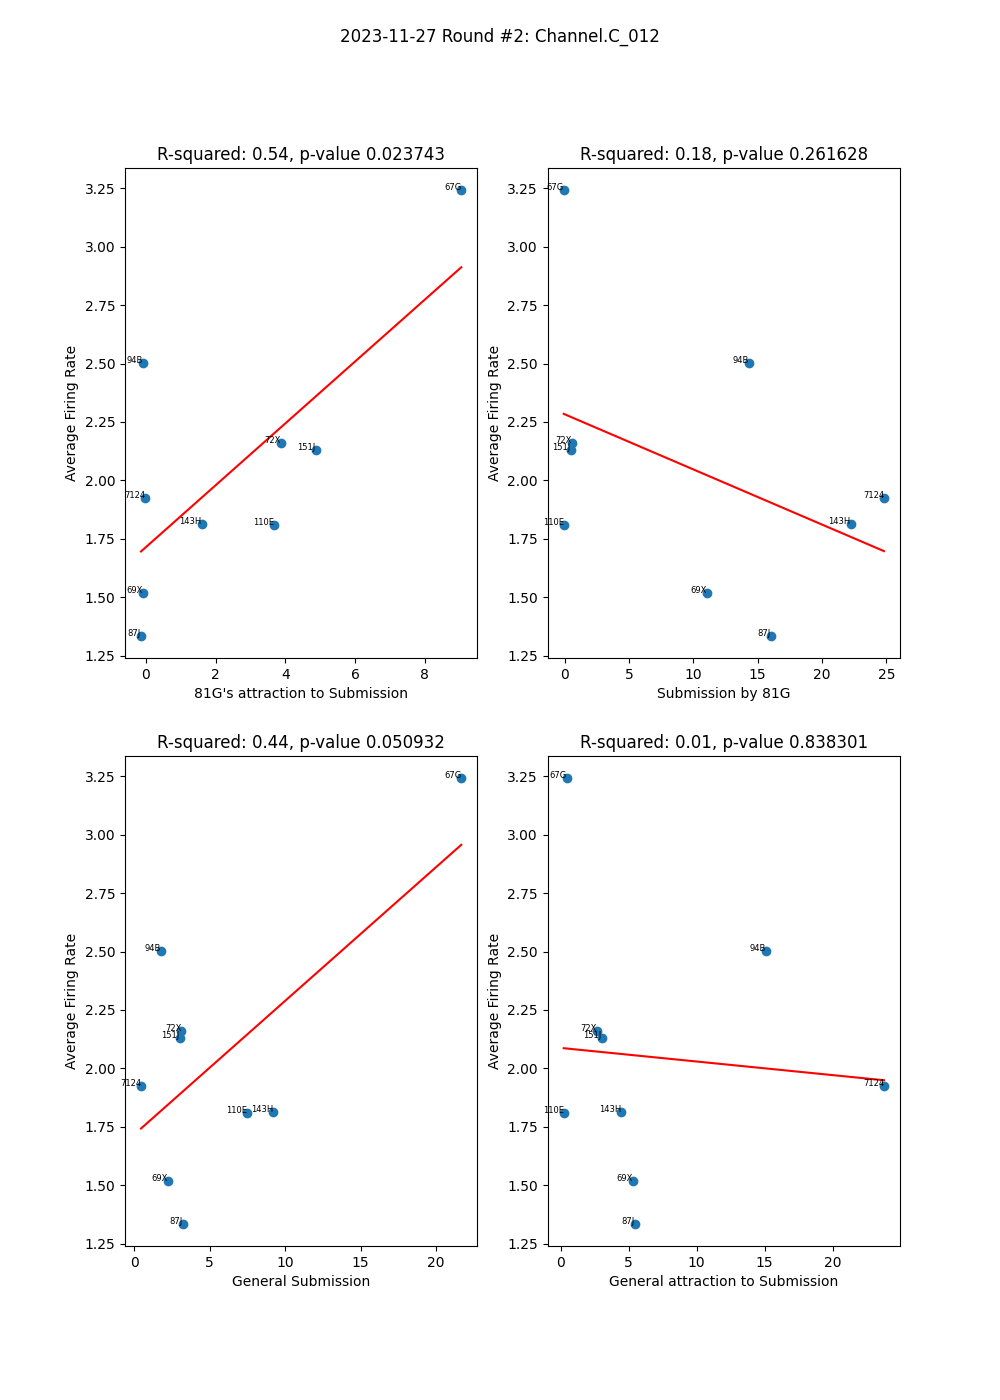 2023-11-27 Round #2: Channel.C_012
R-squared: 0.54, p-value 0.023743
3.25
3.00
2.75
2.50
2.25
2.00
1.75
1.50
1.25
Average Firing Rate
67G
94B
72X
151J
7124
143H
110E
69X
87J
0 2 4 6 8
81G's attraction to Submission
R-squared: 0.18, p-value 0.261628
3.25
3.00
2.75
2.50
2.25
2.00
1.75
1.50
1.25
Average Firing Rate
67G
94B
72X
151J
7124
143H
110E
69X
87J
0 5 10 15 20 25
Submission by 81G
R-squared: 0.44, p-value 0.050932
3.25
3.00
2.75
2.50
2.25
2.00
1.75
1.50
1.25
Average Firing Rate
67G
94B
72X
151J
7124
110E
143H
69X
87J
0 5 10 15 20
General Submission
R-squared: 0.01, p-value 0.838301
3.25
3.00
2.75
2.50
2.25
2.00
1.75
1.50
1.25
Average Firing Rate
67G
94B
72X
151J
7124
110E
143H
69X
87J
0 5 10 15 20
General attraction to Submission